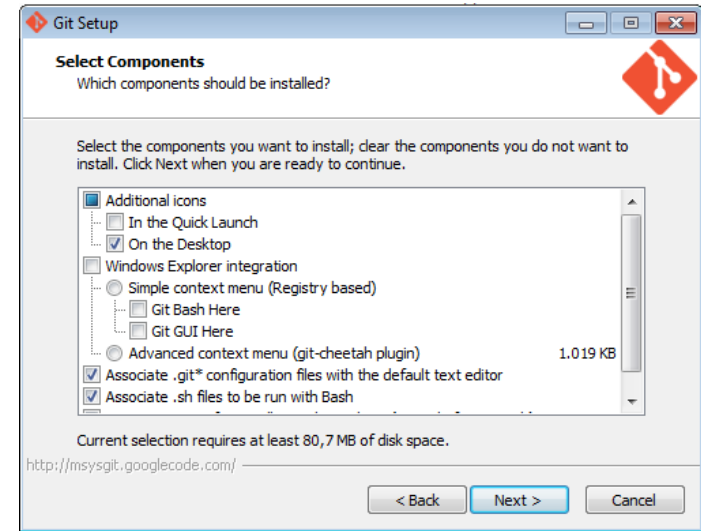 Git Setup
Select Components
Which components should be installed?
Select the components you want to install; clear the components you do not want to
install. Click Next when you are ready to continue.
Additional icons
In the Quick Launch
On the Desktop
Windows Explorer integration
Simple context menu (Registry based)
Git Bash Here
Git GUI Here
Advanced context menu (git-cheetah plugin) 1.019 KB
Associate .git* configuration files with the default text editor
Associate .sh files to be run with Bash
Current selection requires at least 80,7 MB of disk space.
http://msysgit.googlecode.com/
< Back Next > Cancel